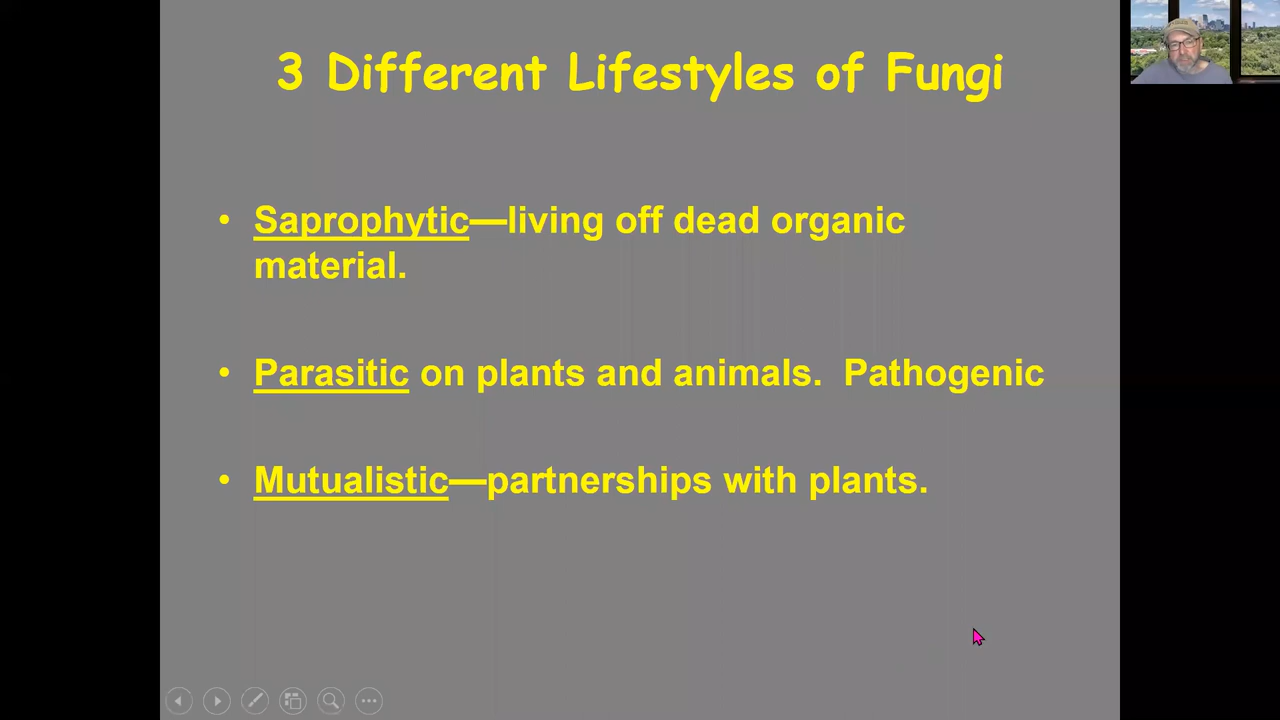 3 Different Lifestyles of Fungi
• Saprophytic—living off dead organic
material.
• Parasitic on plants and animals.  Pathogenic
• Mutualistic—partnerships with plants.